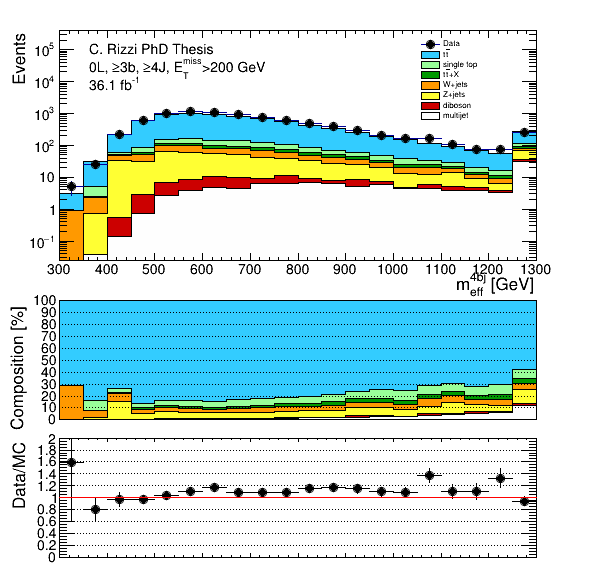 Events
10^5
10^4
10^3
10^2
10
1
10^-1
C. Rizzi PhD Thesis
0L, ≥3b, ≥4J, E_T^miss>200 GeV
36.1 fb^-1
Data
tt
single top
tt+X
W+jets
Z+jets
diboson
multijet
300 400 500 600 700 800 900 1000 1100 1200 1300
m_eff^4bj [GeV]
Composition [%]
100
90
80
70
60
50
40
30
20
10
0
Data/MC
2
1.8
1.6
1.4
1.2
1
0.8
0.6
0.4
0.2
0